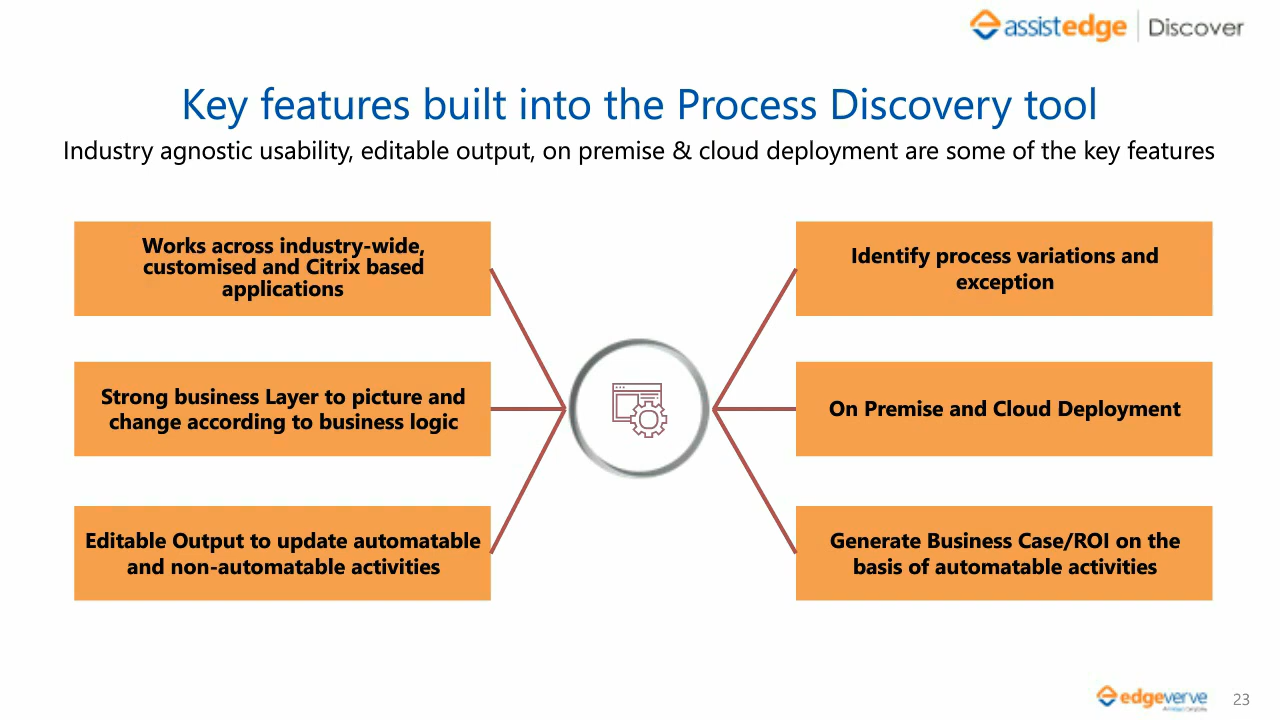 assistedge | Discover
Key features built into the Process Discovery tool
Industry agnostic usability, editable output, on premise & cloud deployment are some of the key features
Works across industry-wide,
customised and Citrix based
applications
Strong business Layer to picture and
change according to business logic
Editable Output to update automatable
and non-automatable activities
Identify process variations and
exception
On Premise and Cloud Deployment
Generate Business Case/ROI on the
basis of automatable activities
edgeverve
23